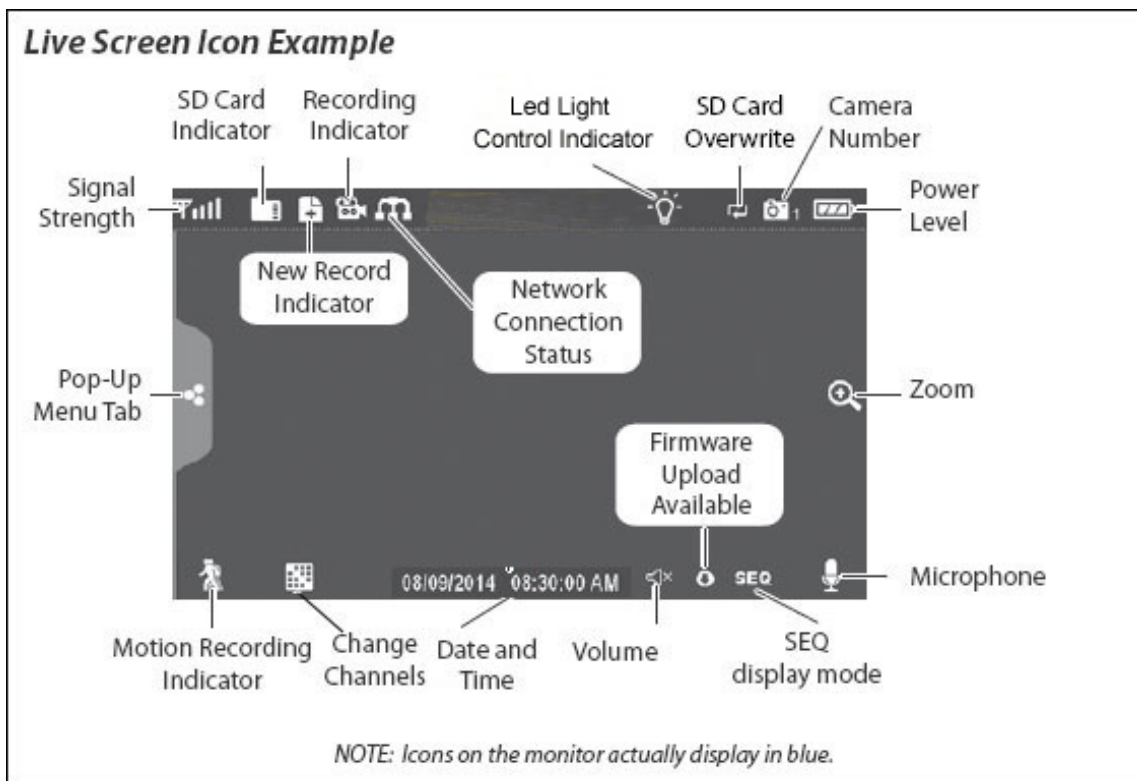 Live Screen Icon Example
SD Card
Indicator
Recording
Indicator
Led Light
Control Indicator
SD Card
Overwrite
Camera
Number
Signal
Strength
Power
Level
1
New Record
Indicator
Network
Connection
Status
Pop-Up
Menu Tab
Zoom
Firmware
Upload
Available
08/09/2014 08:30:00 AM
SEQ
Microphone
Motion Recording
Indicator
Change
Channels
Date and
Time
Volume
SEQ
display mode
NOTE: Icons on the monitor actually display in blue.